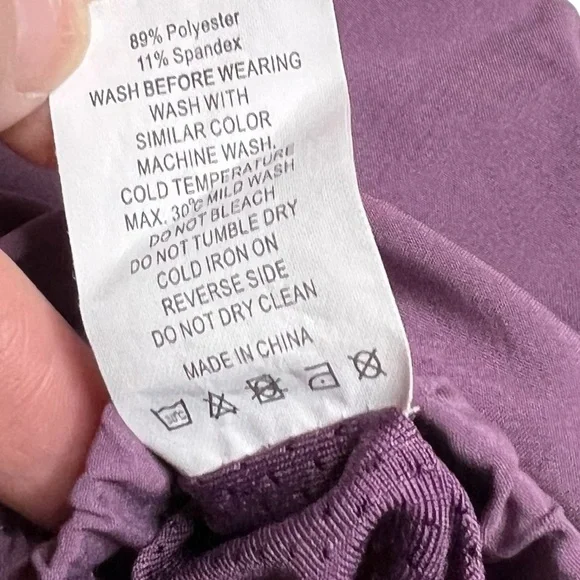 89% Polyester
11% Spandex
WASH BEFORE WEARING
WASH WITH
SIMILAR COLOR
MACHINE WASH.
COLD TEMPERATURE
MAX. 30°C MILD WASH
DO NOT BLEACH
DO NOT TUMBLE DRY
COLD IRON ON
REVERSE SIDE
DO NOT DRY CLEAN
MADE IN CHINA
30°C